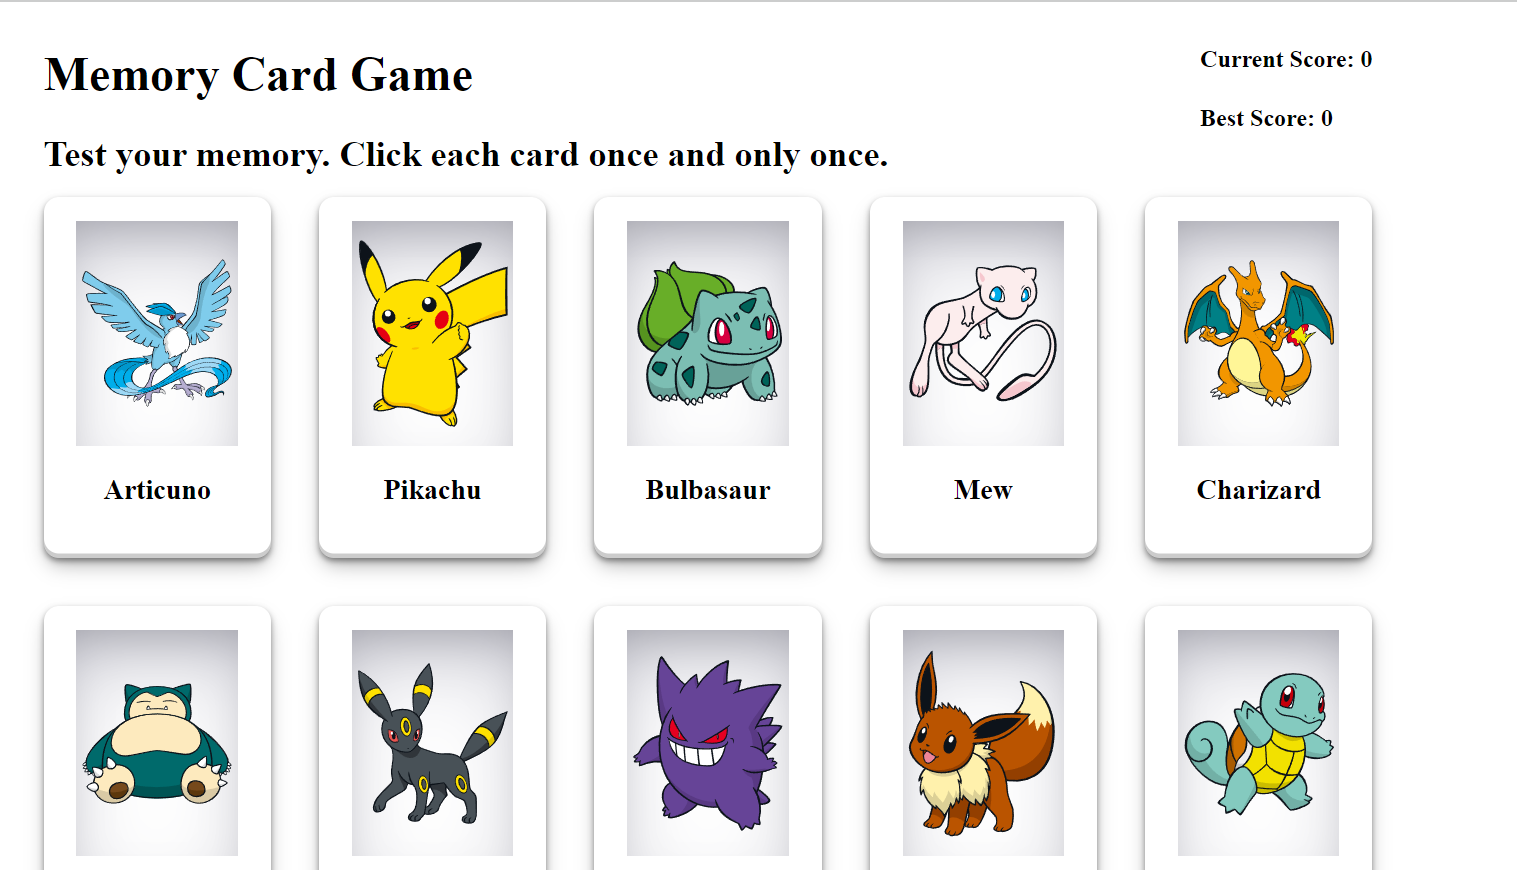 Memory Card Game
Current Score: 0
Best Score: 0
Test your memory. Click each card once and only once.
Articuno
Pikachu
Bulbasaur
Mew
Charizard